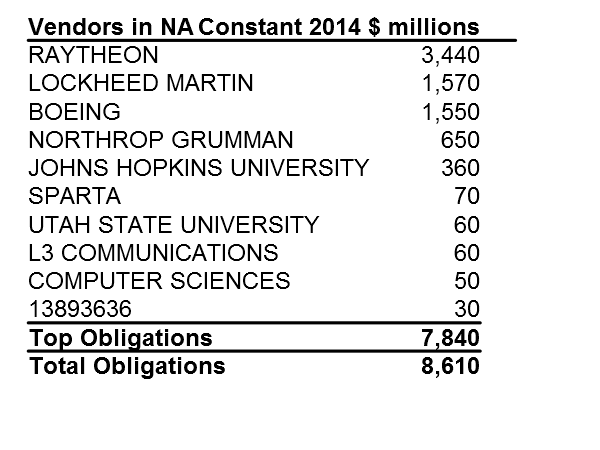 Vendors in NA Constant 2014 $ millions
RAYTHEON 3,440
LOCKHEED MARTIN 1,570
BOEING 1,550
NORTHROP GRUMMAN 650
JOHNS HOPKINS UNIVERSITY 360
SPARTA 70
UTAH STATE UNIVERSITY 60
L3 COMMUNICATIONS 60
COMPUTER SCIENCES 50
13893636 30
Top Obligations 7,840
Total Obligations 8,610